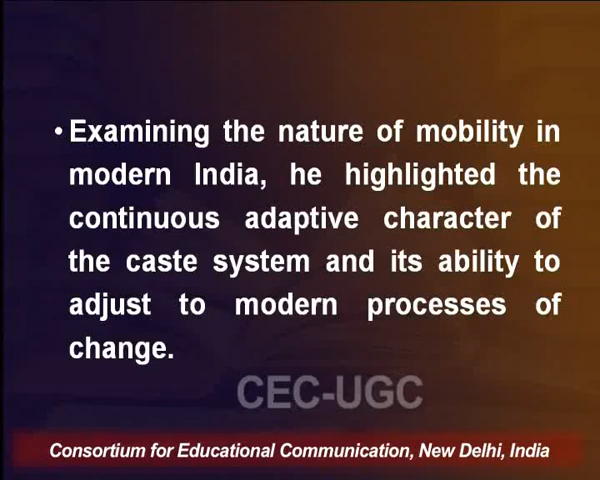 • Examining the nature of mobility in
modern India, he highlighted the
continuous adaptive character of
the caste system and its ability to
adjust to modern processes of
change.
CEC-UGC
Consortium for Educational Communication, New Delhi, India